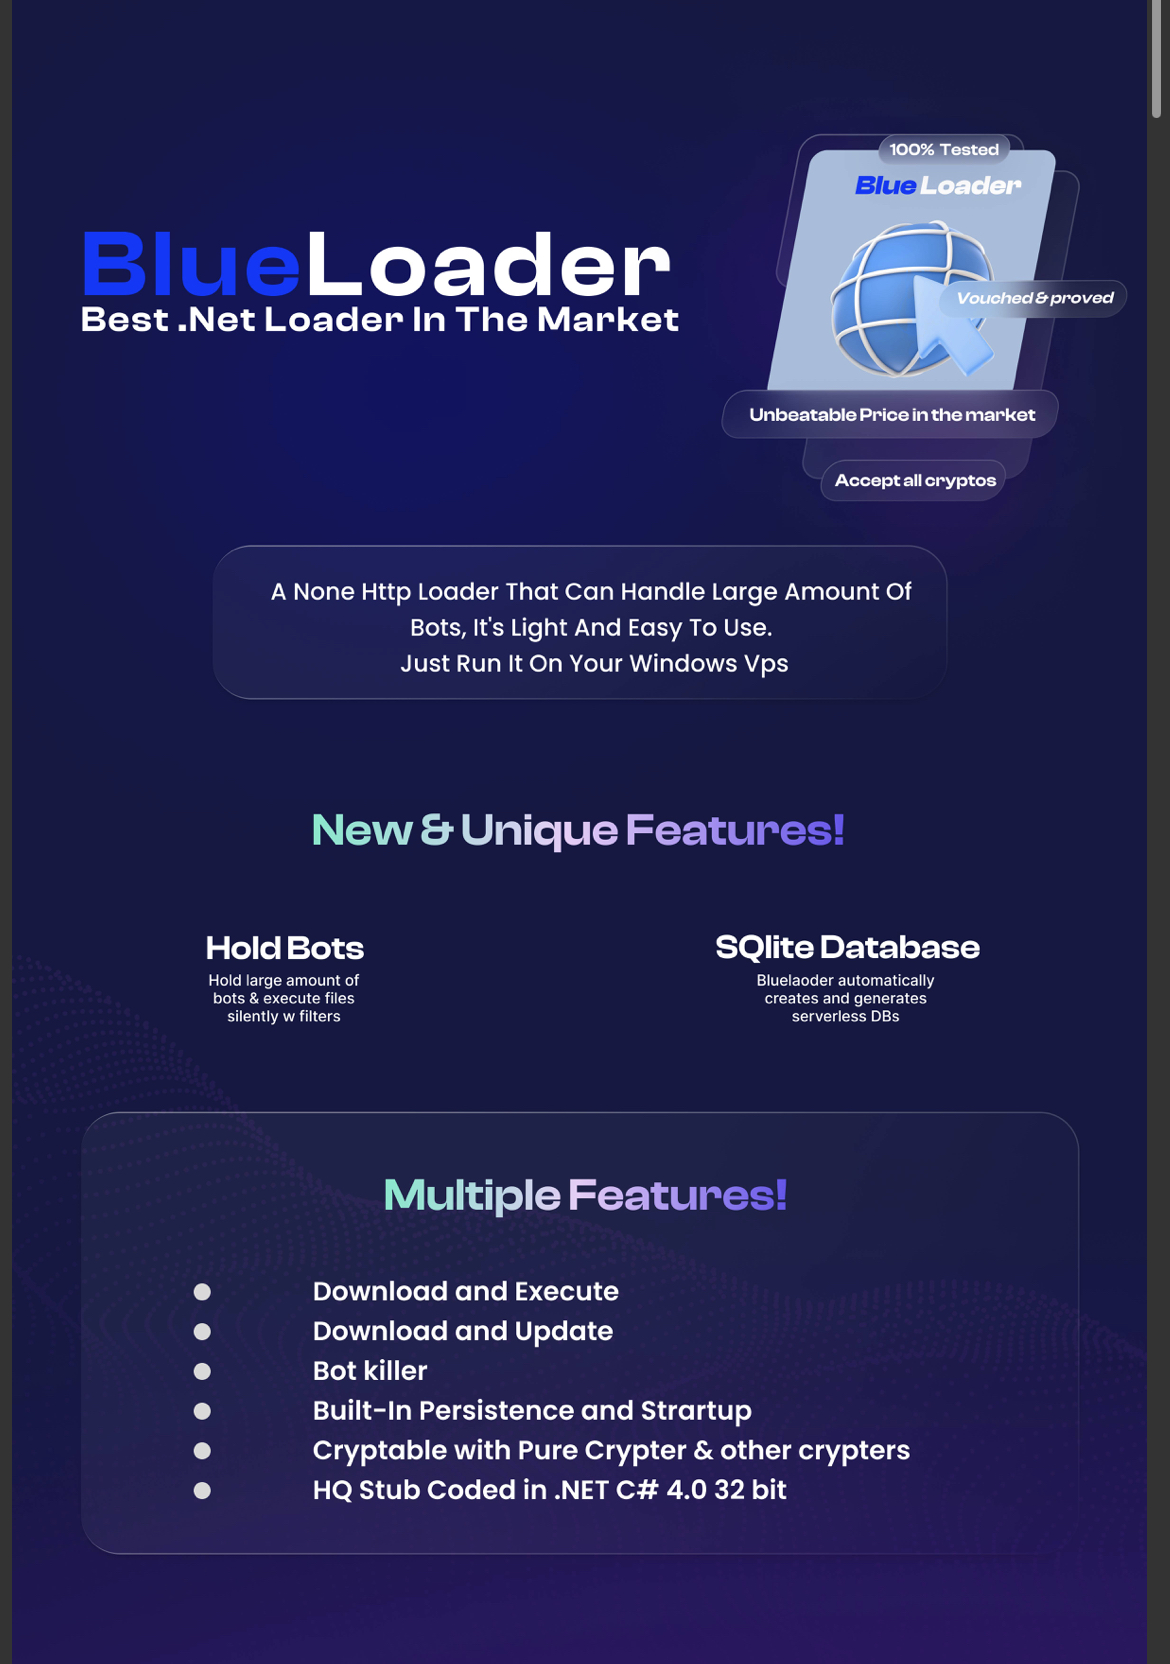 100% Tested
Blue Loader
BlueLoader
Best .Net Loader In The Market
Vouched & proved
Unbeatable Price in the market
Accept all cryptos
A None Http Loader That Can Handle Large Amount Of
Bots, It's Light And Easy To Use.
Just Run It On Your Windows Vps
New & Unique Features!
Hold Bots
Hold large amount of
bots & execute files
silently w filters
SQlite Database
Bluelaoder automatically
creates and generates
serverless DBs
Multiple Features!
Download and Execute
Download and Update
Bot killer
Built-In Persistence and Strartup
Cryptable with Pure Crypter & other crypters
HQ Stub Coded in .NET C# 4.0 32 bit